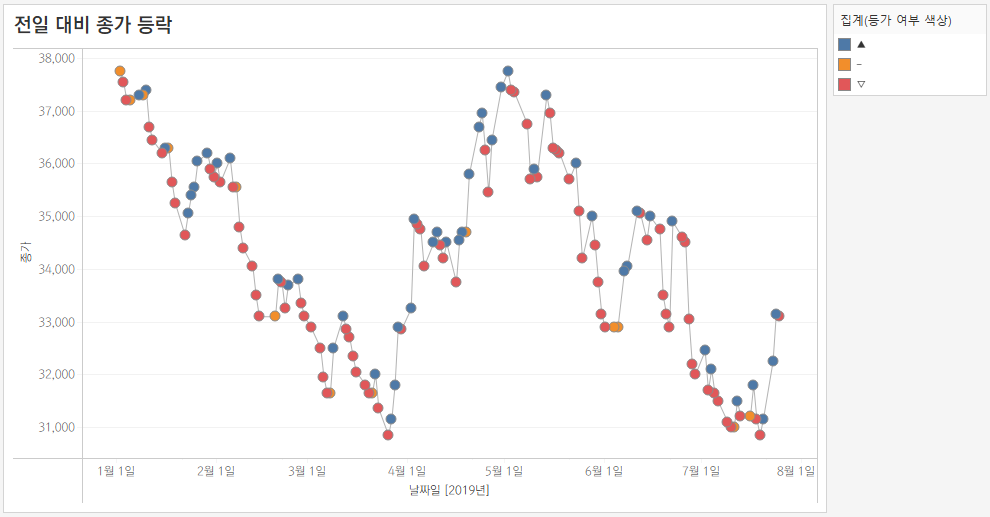 전일 대비 종가 등락
집계(등가 여부 색상)
▲
-
▽
38,000
37,000
36,000
35,000
34,000
33,000
32,000
31,000
종가
1월 1일
2월 1일
3월 1일
4월 1일
5월 1일
6월 1일
7월 1일
8월 1일
날짜일 [2019년]